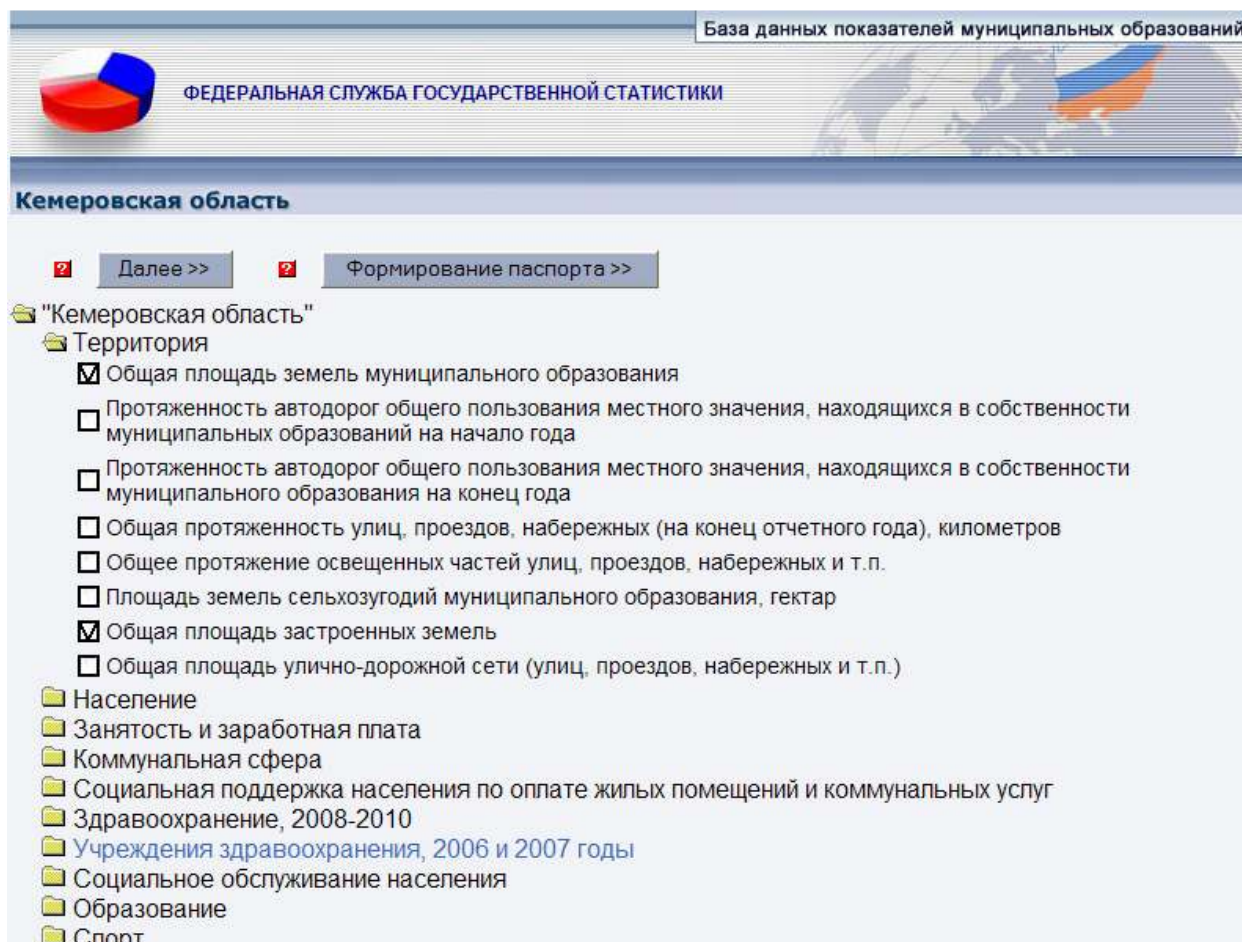 База данных показателей муниципальных образований
ФЕДЕРАЛЬНАЯ СЛУЖБА ГОСУДАРСТВЕННОЙ СТАТИСТИКИ
Кемеровская область
? Далее >> ? Формирование паспорта >>
"Кемеровская область"
Территория
Общая площадь земель муниципального образования
Протяженность автодорог общего пользования местного значения, находящихся в собственности
муниципальных образований на начало года
Протяженность автодорог общего пользования местного значения, находящихся в собственности
муниципального образования на конец года
Общая протяженность улиц, проездов, набережных (на конец отчетного года), километров
Общее протяжение освещенных частей улиц, проездов, набережных и т.п.
Площадь земель сельхозугодий муниципального образования, гектар
Общая площадь застроенных земель
Общая площадь улично-дорожной сети (улиц, проездов, набережных и т.п.)
Население
Занятость и заработная плата
Коммунальная сфера
Социальная поддержка населения по оплате жилых помещений и коммунальных услуг
Здравоохранение, 2008-2010
Учреждения здравоохранения, 2006 и 2007 годы
Социальное обслуживание населения
Образование
Спорт